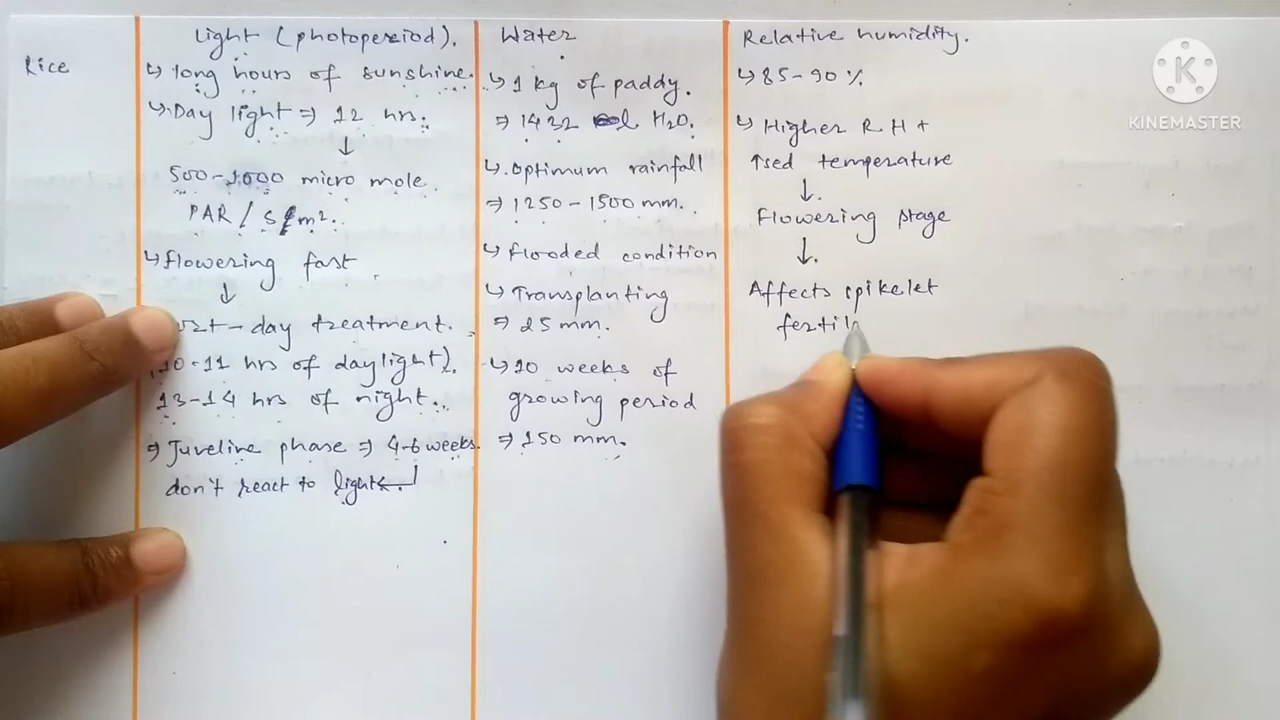 Rice
Light (photoperiod).
↳ long hours of sunshine.
↳ Day light ⇒ 12 hrs.
↓
500-1000 micro mole
PAR / s / m².
↳ flowering fast
↓
-day treatment.
10-11 hrs of daylight).
13-14 hrs of night.
⇒ Juveline phase ⇒ 4-6 weeks.
don't react to light.
Water
↳ 1 kg of paddy.
⇒ 1432 H₂O.
↳ Optimum rainfall
⇒ 1250-1500 mm.
↳ flooded condition
↳ Transplanting
⇒ 25 mm.
↳ 10 weeks of
growing period
⇒ 150 mm.
Relative humidity.
↳ 85-90 %
↳ Higher R H +
↑sed temperature
↓
Flowering stage
↓
Affects spikelet
fertil
KINEMASTER